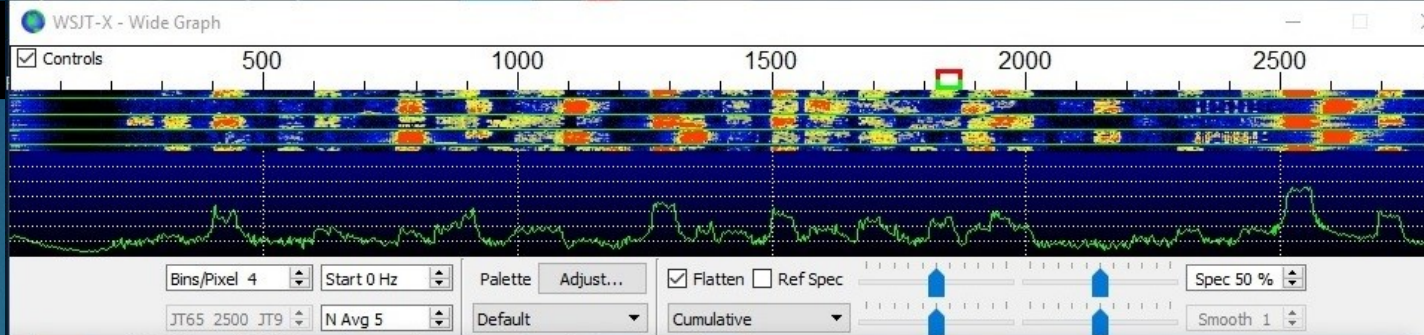 WSJT-X - Wide Graph
Controls 500 1000 1500 2000 2500
Bins/Pixel 4 Start 0 Hz Palette Adjust... Flatten Ref Spec Spec 50 %
JT65 2500 JT9 N Avg 5 Default Cumulative Smooth 1